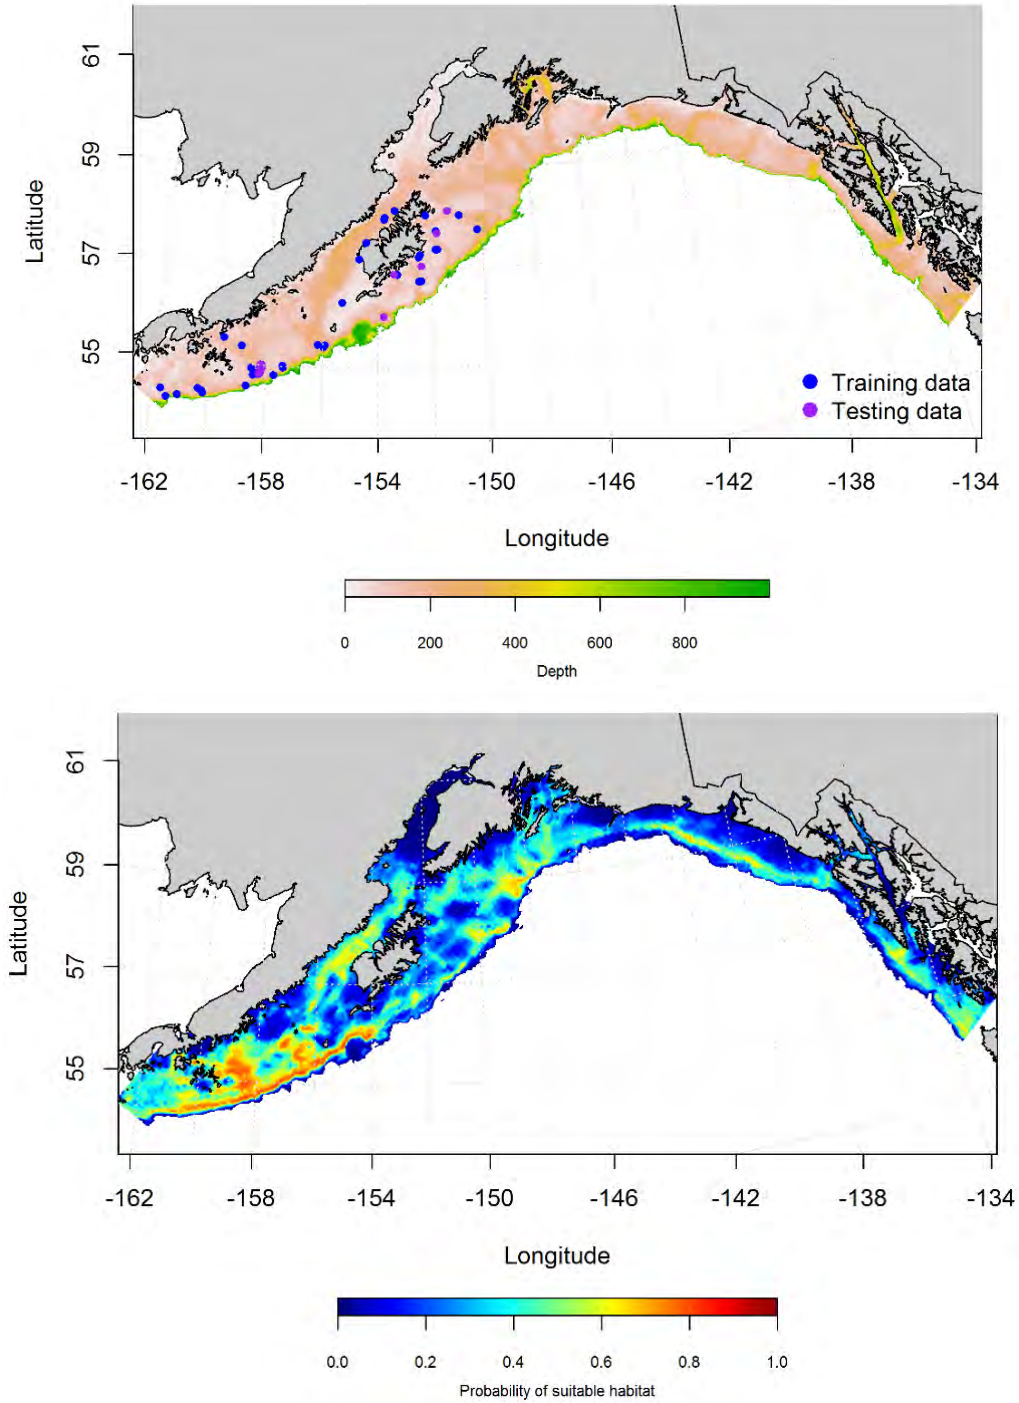 61
59
57
55
Latitude
Training data
Testing data
-162 -158 -154 -150 -146 -142 -138 -134
Longitude
0 200 400 600 800
Depth
61
59
57
55
Latitude
-162 -158 -154 -150 -146 -142 -138 -134
Longitude
0.0 0.2 0.4 0.6 0.8 1.0
Probability of suitable habitat